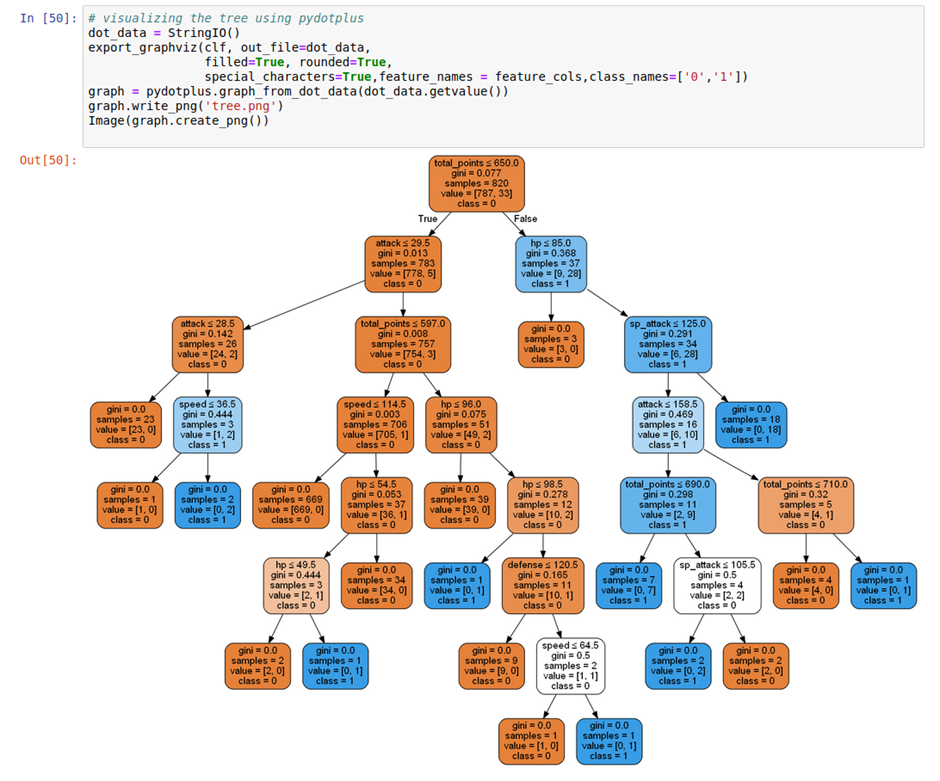 In [50]:
# visualizing the tree using pydotplus
dot_data = StringIO()
export_graphviz(clf, out_file=dot_data,
filled=True, rounded=True,
special_characters=True,feature_names = feature_cols,class_names=['0','1'])
graph = pydotplus.graph_from_dot_data(dot_data.getvalue())
graph.write_png('tree.png')
Image(graph.create_png())
Out[50]:
total_points ≤ 650.0
gini = 0.077
samples = 820
value = [787, 33]
class = 0
True
False
attack ≤ 29.5
gini = 0.013
samples = 783
value = [778, 5]
class = 0
hp ≤ 85.0
gini = 0.368
samples = 37
value = [9, 28]
class = 1
attack ≤ 28.5
gini = 0.142
samples = 26
value = [24, 2]
class = 0
total_points ≤ 597.0
gini = 0.008
samples = 757
value = [754, 3]
class = 0
gini = 0.0
samples = 3
value = [3, 0]
class = 0
sp_attack ≤ 125.0
gini = 0.291
samples = 34
value = [6, 28]
class = 1
gini = 0.0
samples = 23
value = [23, 0]
class = 0
speed ≤ 36.5
gini = 0.444
samples = 3
value = [1, 2]
class = 1
speed ≤ 114.5
gini = 0.003
samples = 706
value = [705, 1]
class = 0
hp ≤ 96.0
gini = 0.075
samples = 51
value = [49, 2]
class = 0
attack ≤ 158.5
gini = 0.469
samples = 16
value = [6, 10]
class = 1
gini = 0.0
samples = 18
value = [0, 18]
class = 1
gini = 0.0
samples = 1
value = [1, 0]
class = 0
gini = 0.0
samples = 2
value = [0, 2]
class = 1
gini = 0.0
samples = 669
value = [669, 0]
class = 0
hp ≤ 54.5
gini = 0.053
samples = 37
value = [36, 1]
class = 0
gini = 0.0
samples = 39
value = [39, 0]
class = 0
hp ≤ 98.5
gini = 0.278
samples = 12
value = [10, 2]
class = 0
total_points ≤ 690.0
gini = 0.298
samples = 11
value = [2, 9]
class = 1
total_points ≤ 710.0
gini = 0.32
samples = 5
value = [4, 1]
class = 0
hp ≤ 49.5
gini = 0.444
samples = 3
value = [2, 1]
class = 0
gini = 0.0
samples = 34
value = [34, 0]
class = 0
gini = 0.0
samples = 1
value = [0, 1]
class = 1
defense ≤ 120.5
gini = 0.165
samples = 11
value = [10, 1]
class = 0
gini = 0.0
samples = 7
value = [0, 7]
class = 1
sp_attack ≤ 105.5
gini = 0.5
samples = 4
value = [2, 2]
class = 0
gini = 0.0
samples = 4
value = [4, 0]
class = 0
gini = 0.0
samples = 1
value = [0, 1]
class = 1
gini = 0.0
samples = 2
value = [2, 0]
class = 0
gini = 0.0
samples = 1
value = [0, 1]
class = 1
gini = 0.0
samples = 9
value = [9, 0]
class = 0
speed ≤ 64.5
gini = 0.5
samples = 2
value = [1, 1]
class = 0
gini = 0.0
samples = 2
value = [0, 2]
class = 1
gini = 0.0
samples = 2
value = [2, 0]
class = 0
gini = 0.0
samples = 1
value = [1, 0]
class = 0
gini = 0.0
samples = 1
value = [0, 1]
class = 1